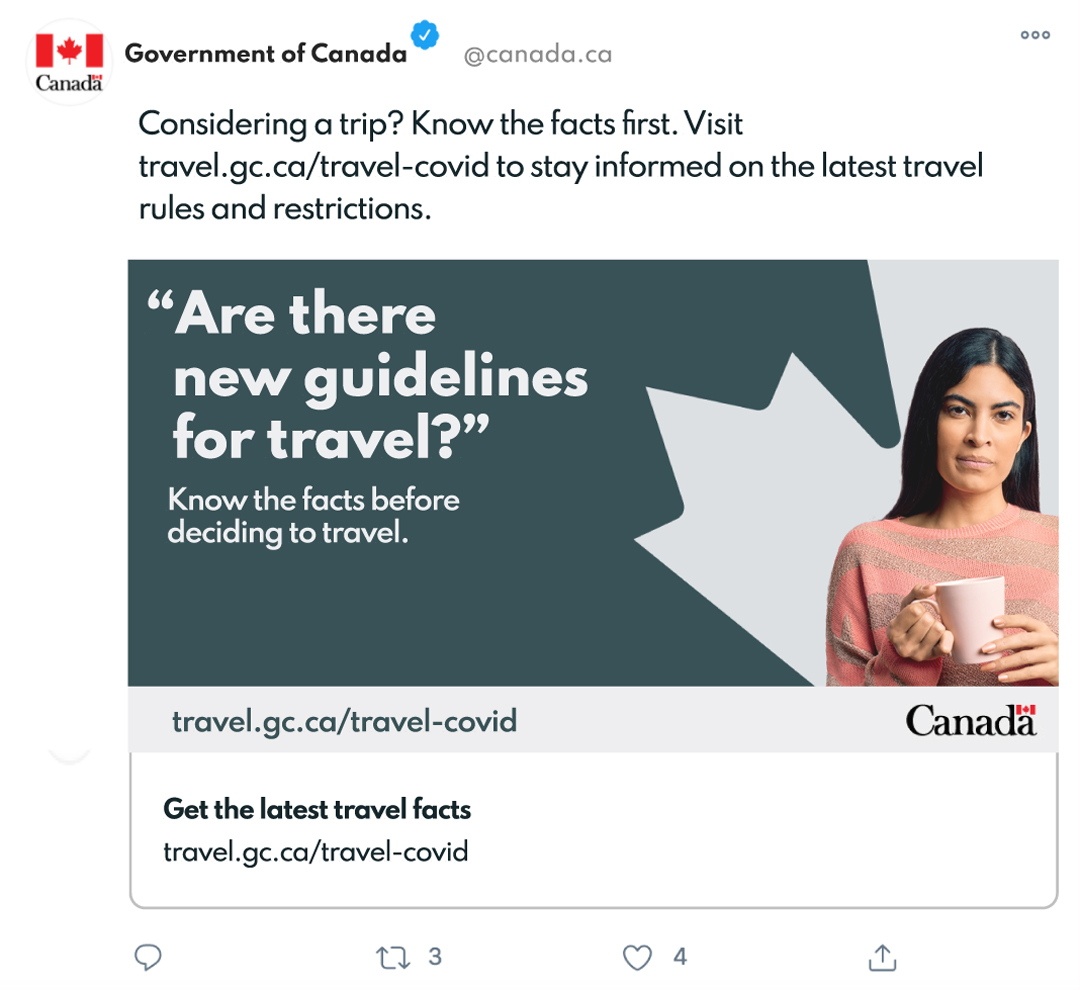 Canada
Government of Canada @canada.ca
Considering a trip? Know the facts first. Visit
travel.gc.ca/travel-covid to stay informed on the latest travel
rules and restrictions.
“Are there
new guidelines
for travel?”
Know the facts before
deciding to travel.
travel.gc.ca/travel-covid
Canada
Get the latest travel facts
travel.gc.ca/travel-covid
3
4